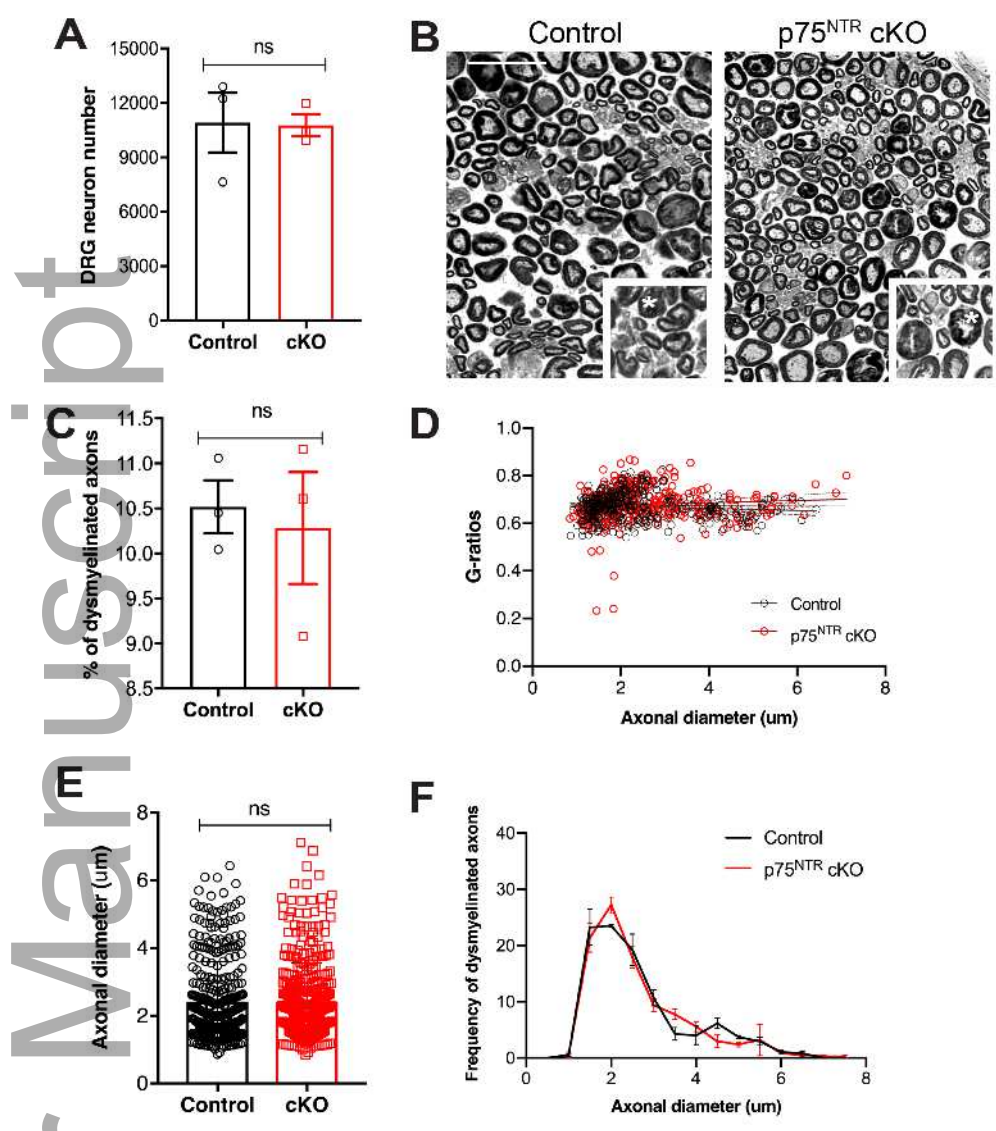 A
DRG neuron number
15000
12000
9000
6000
3000
0
ns
Control
cKO
B
Control
p75NTR cKO
*
*
C
% of dysmyelinated axons
11.5
11.0
10.5
10.0
9.5
9.0
8.5
ns
Control
cKO
D
G-ratios
1.0
0.8
0.6
0.4
0.2
0.0
Control
p75NTR cKO
0 2 4 6 8
Axonal diameter (um)
E
Axonal diameter (um)
8
6
4
2
0
ns
Control
cKO
F
Frequency of dysmyelinated axons
40
30
20
10
0
Control
p75NTR cKO
0 2 4 6 8
Axonal diameter (um)
Manuscript